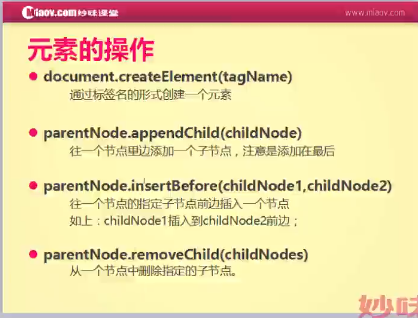 Miaov.com妙味课堂
www.miaov.com
元素的操作
document.createElement(tagName)
通过标签名的形式创建一个元素
parentNode.appendChild(childNode)
往一个节点里边添加一个子节点，注意是添加在最后
parentNode.insertBefore(childNode1,childNode2)
往一个节点的指定子节点前边插入一个节点
如上：childNode1插入到childNode2前边；
parentNode.removeChild(childNodes)
从一个节点中删除指定的子节点。
妙味